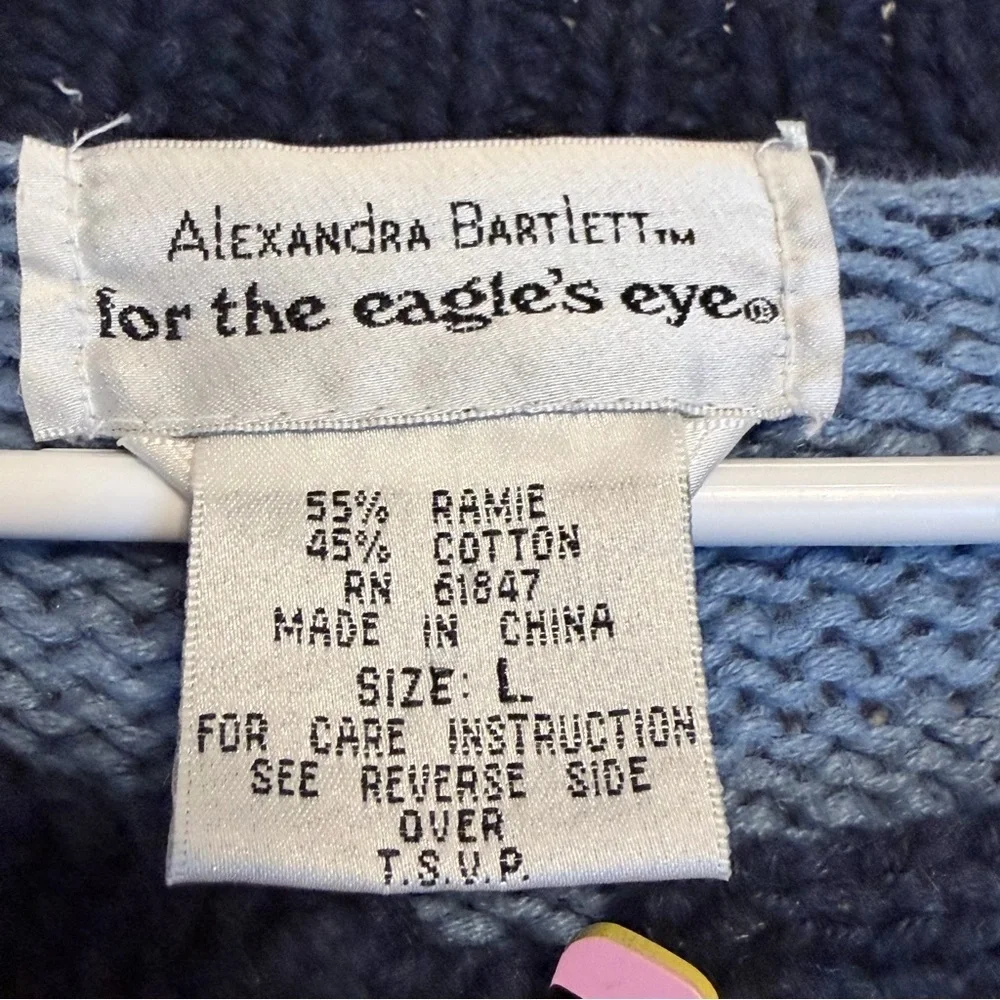 Alexandra Bartlett™
for the eagle's eye®
55% RAMIE
45% COTTON
RN 61847
MADE IN CHINA
SIZE: L
FOR CARE INSTRUCTION
SEE REVERSE SIDE
OVER
T.S.V.P.